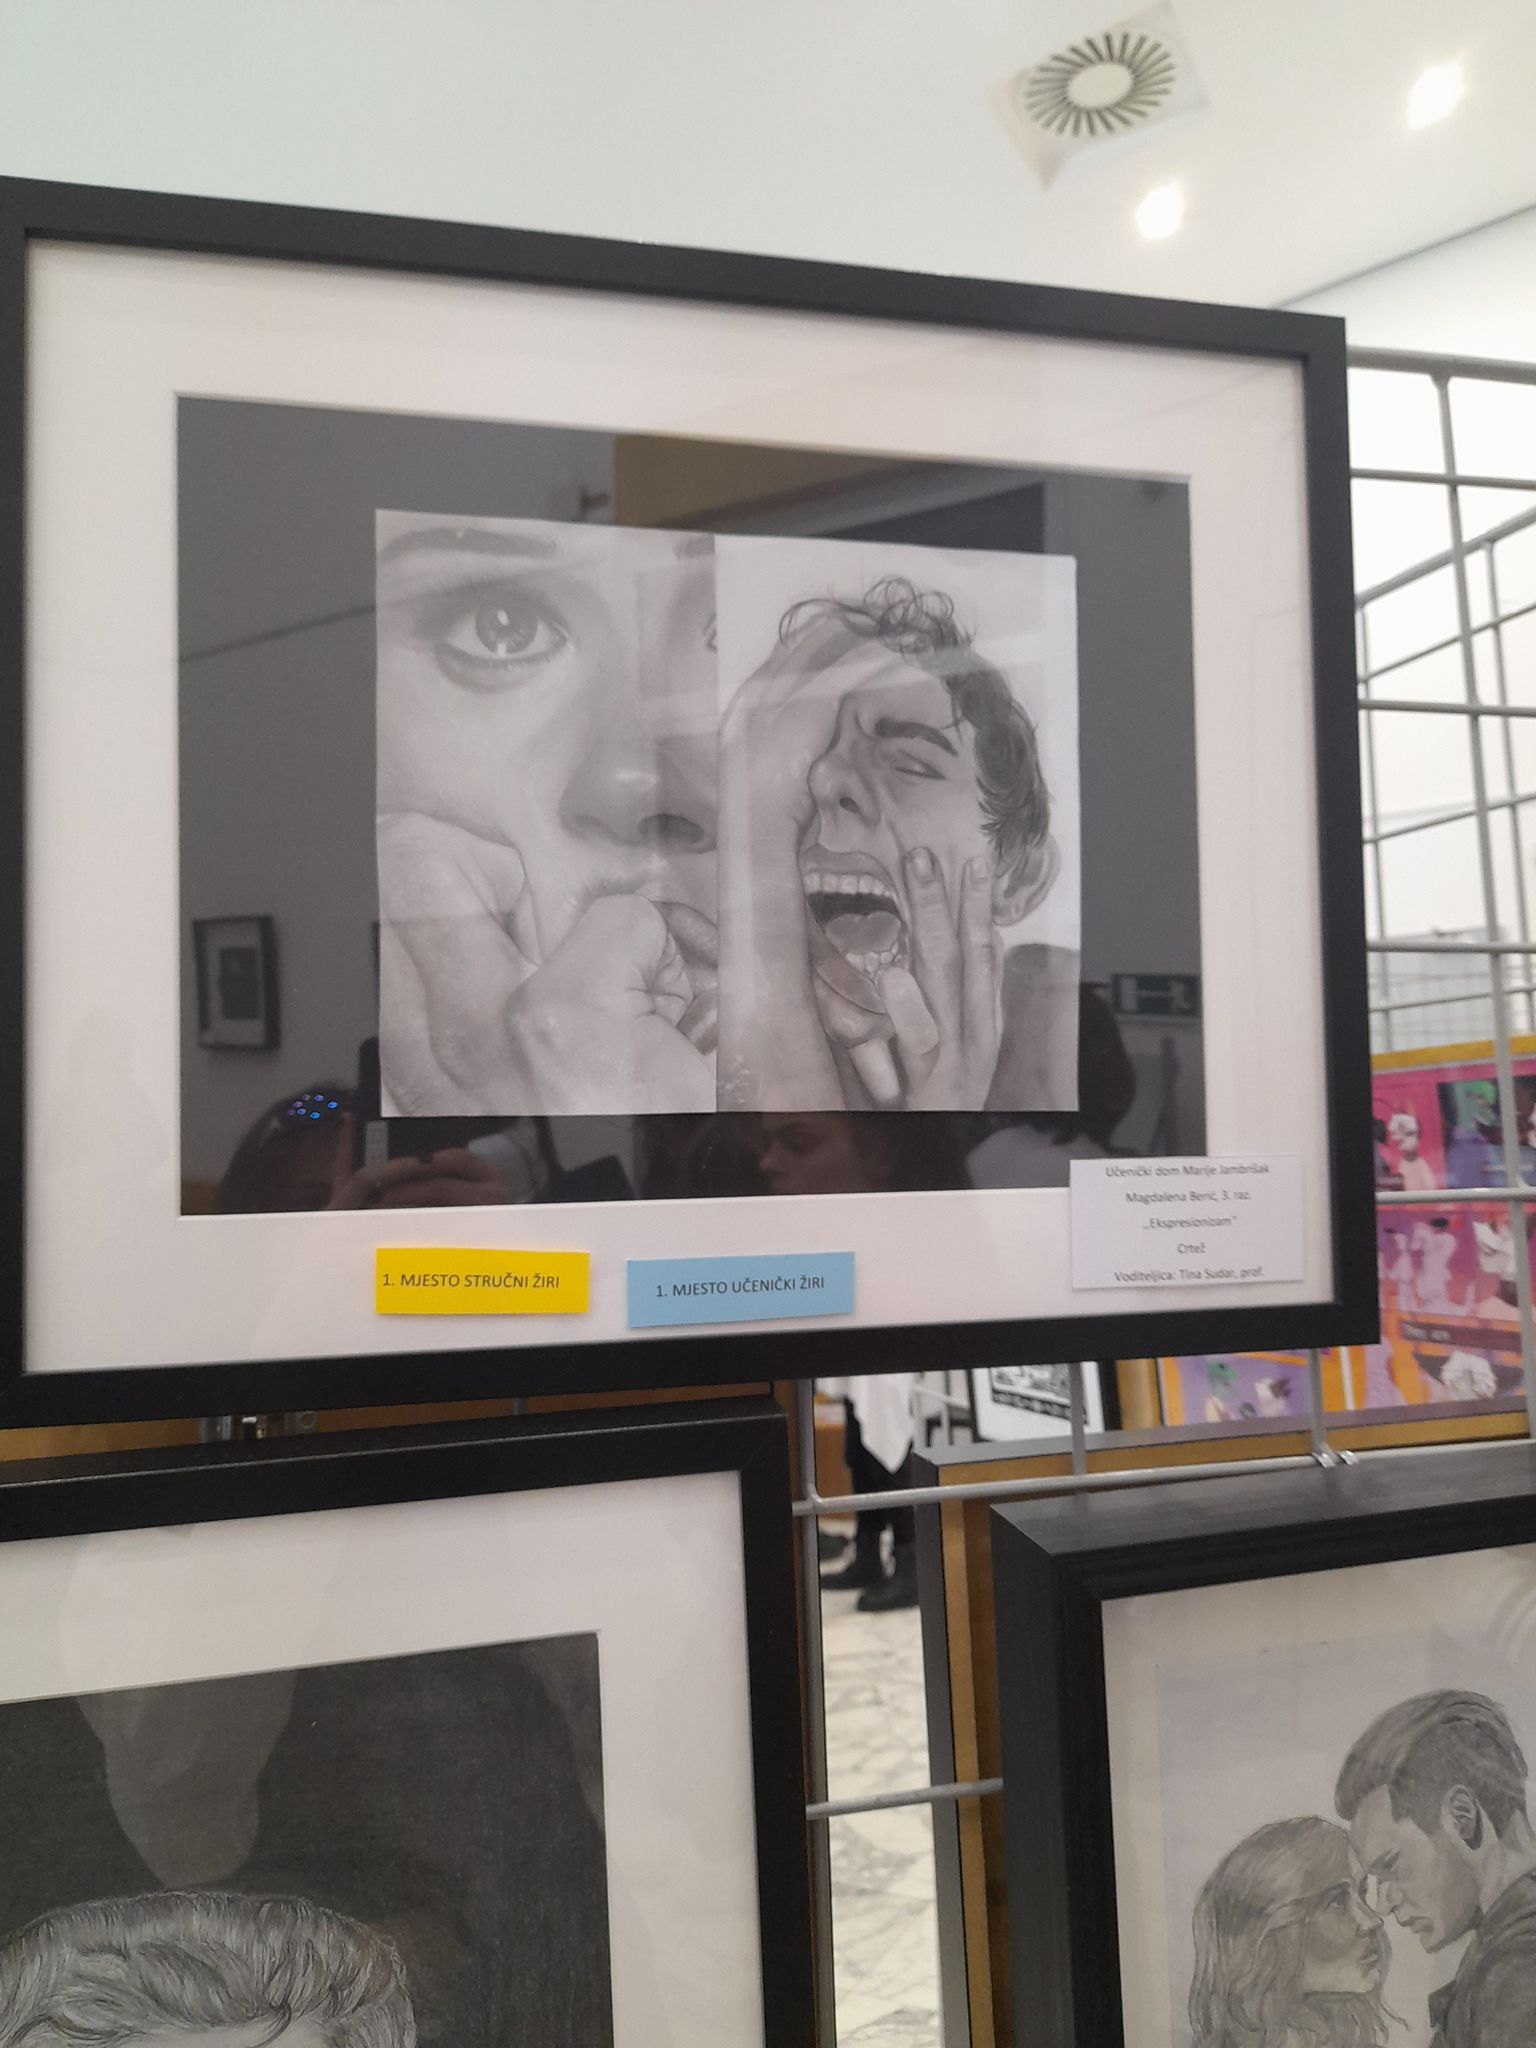 Učenički dom Marije Jambrišak
Magdalena Berić, 3. raz.
„Ekspresionizam"
Crtež
Voditeljica: Tina Sudar, prof.
1. MJESTO STRUČNI ŽIRI
1. MJESTO UČENIČKI ŽIRI